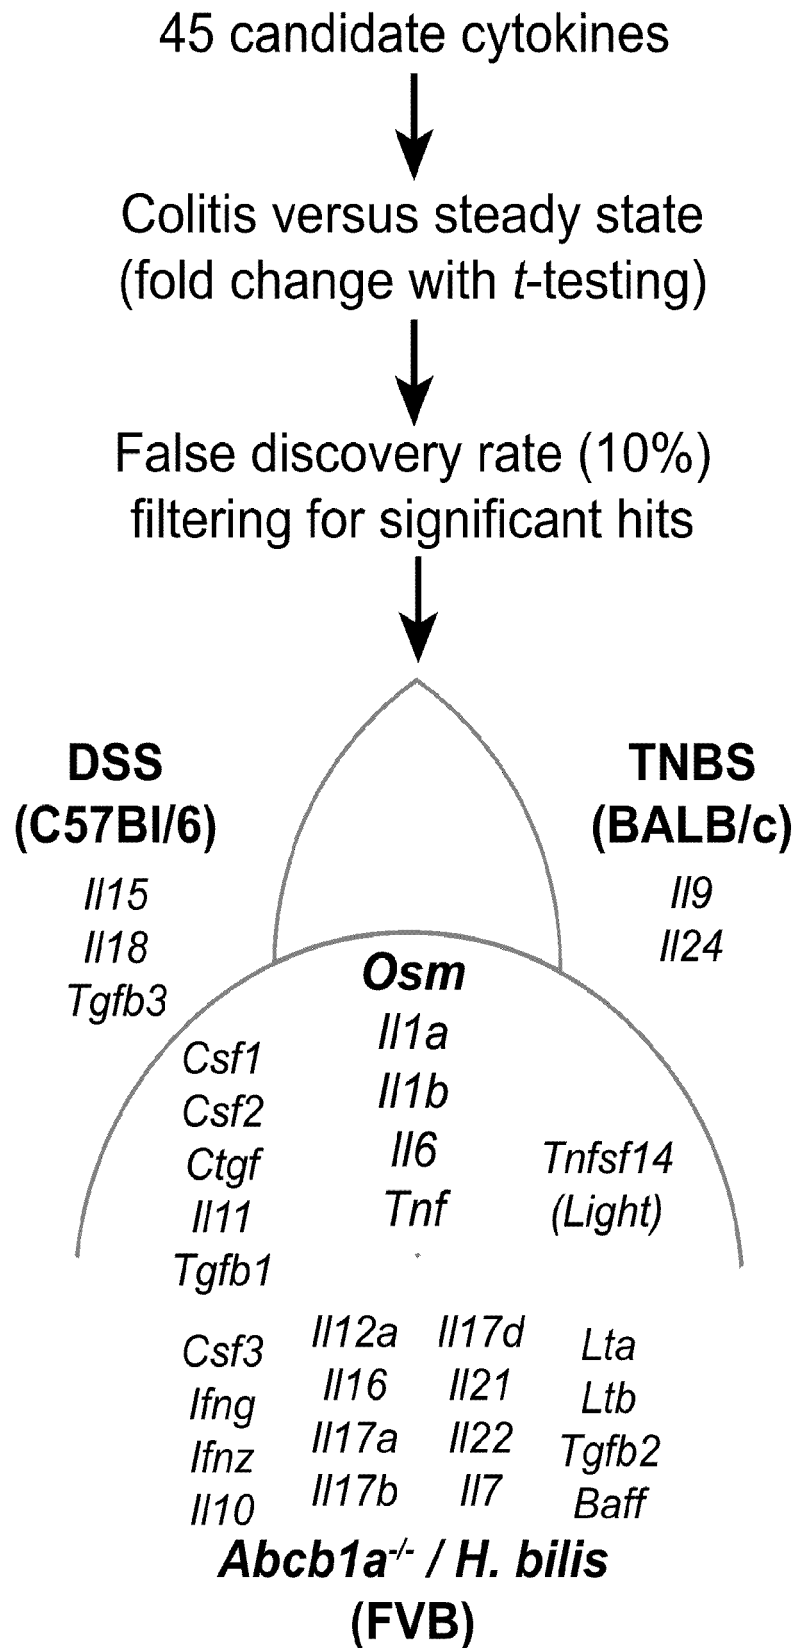 45 candidate cytokines
Colitis versus steady state
(fold change with t-testing)
False discovery rate (10%)
filtering for significant hits
DSS
(C57Bl/6)
Il15
Il18
Tgfb3
TNBS
(BALB/c)
Il9
Il24
Osm
Il1a
Il1b
Il6
Tnf
Csf1
Csf2
Ctgf
Il11
Tgfb1
Tnfsf14
(Light)
Csf3
Ifng
Ifnz
Il10
Il12a
Il16
Il17a
Il17b
Il17d
Il21
Il22
Il7
Lta
Ltb
Tgfb2
Baff
Abcb1a-/- / H. bilis
(FVB)